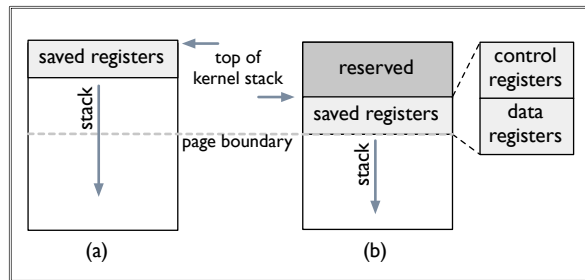 saved registers
stack
(a)
top of
kernel stack
page boundary
reserved
saved registers
stack
(b)
control
registers
data
registers